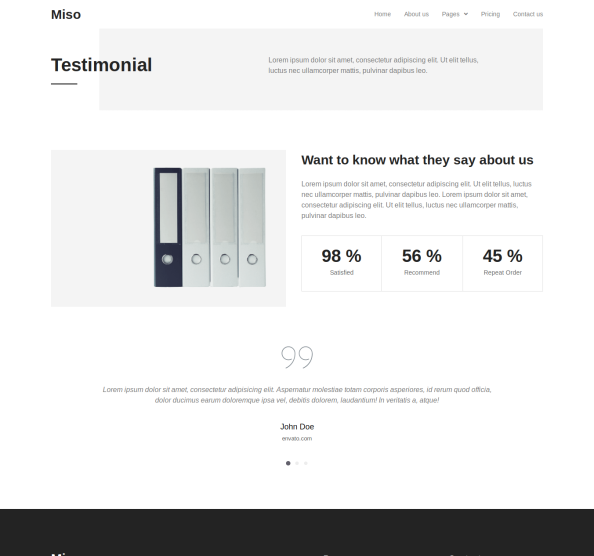 Miso
Home About us Pages Pricing Contact us
Testimonial
Lorem ipsum dolor sit amet, consectetur adipiscing elit. Ut elit tellus,
luctus nec ullamcorper mattis, pulvinar dapibus leo.
Want to know what they say about us
Lorem ipsum dolor sit amet, consectetur adipiscing elit. Ut elit tellus, luctus
nec ullamcorper mattis, pulvinar dapibus leo. Lorem ipsum dolor sit amet,
consectetur adipiscing elit. Ut elit tellus, luctus nec ullamcorper mattis,
pulvinar dapibus leo.
98 % 56 % 45 %
Satisfied Recommend Repeat Order
Lorem ipsum dolor sit amet, consectetur adipisicing elit. Aspernatur molestiae totam corporis asperiores, id rerum quod officia,
dolor ducimus earum doloremque ipsa vel, debitis dolorem, laudantium! In veritatis a, atque!
John Doe
envato.com